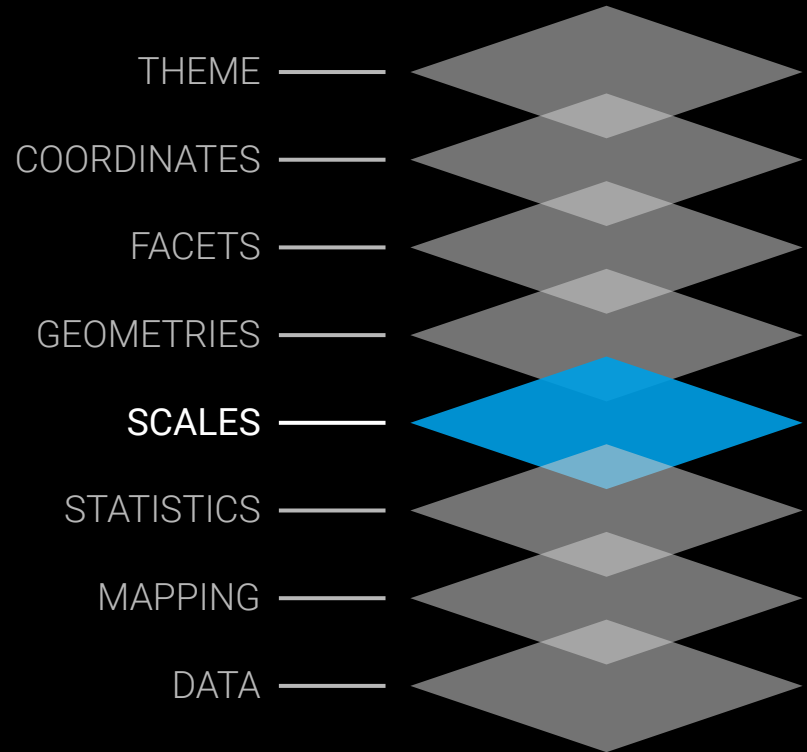 THEME
COORDINATES
FACETS
GEOMETRIES
SCALES
STATISTICS
MAPPING
DATA